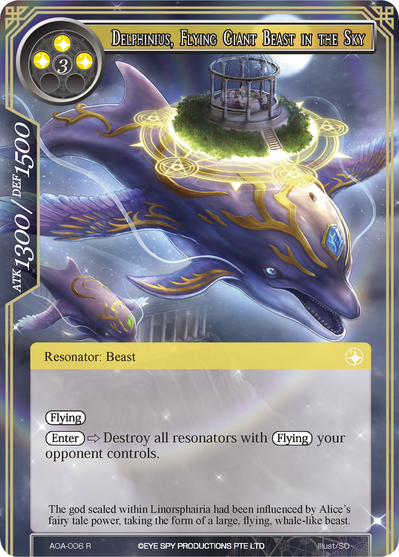 Delphinius, Flying Giant Beast in the Sky
3
ATK 1300 / DEF 1500
Resonator: Beast
Flying
Enter ⇨ Destroy all resonators with Flying your
opponent controls.
The god sealed within Linorsphairia had been influenced by Alice's
fairy tale power, taking the form of a large, flying, whale-like beast.
AOA-006 R
©EYE SPY PRODUCTIONS PTE LTD
Illust/SO